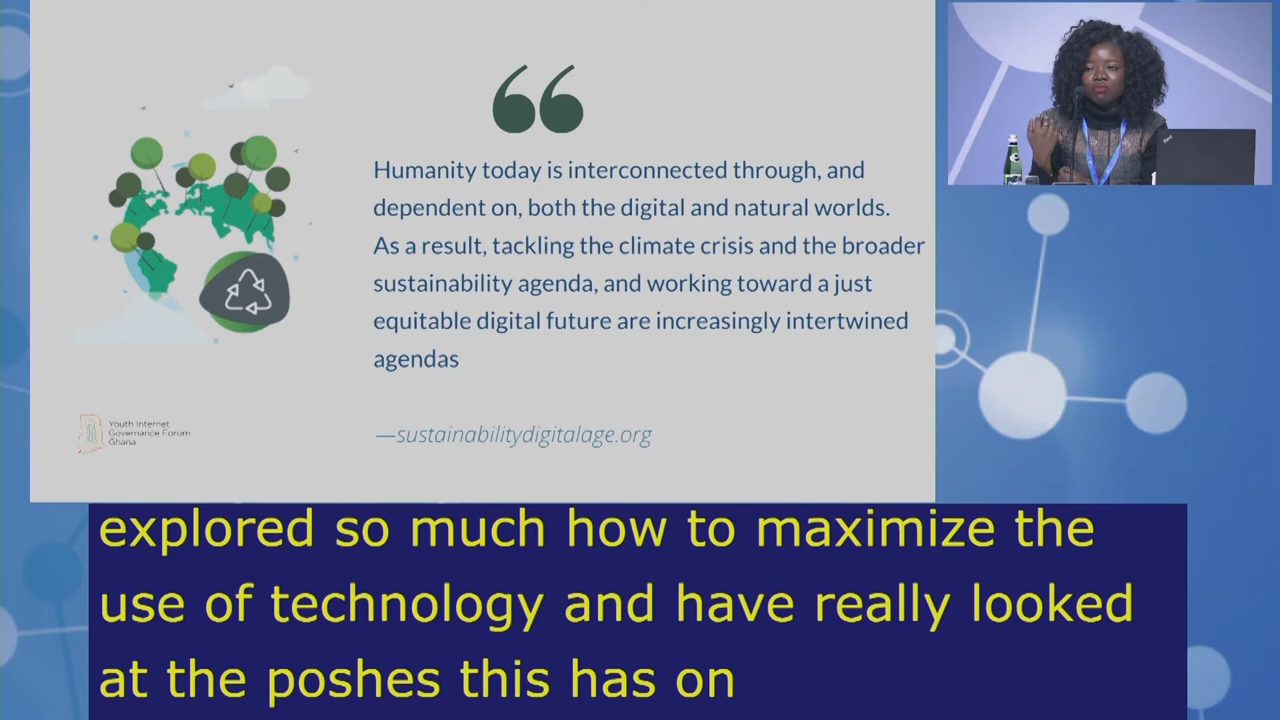 Humanity today is interconnected through, and
dependent on, both the digital and natural worlds.
As a result, tackling the climate crisis and the broader
sustainability agenda, and working toward a just
equitable digital future are increasingly intertwined
agendas
—sustainabilitydigitalage.org
Youth Internet
Governance Forum
Ghana
explored so much how to maximize the
use of technology and have really looked
at the poshes this has on